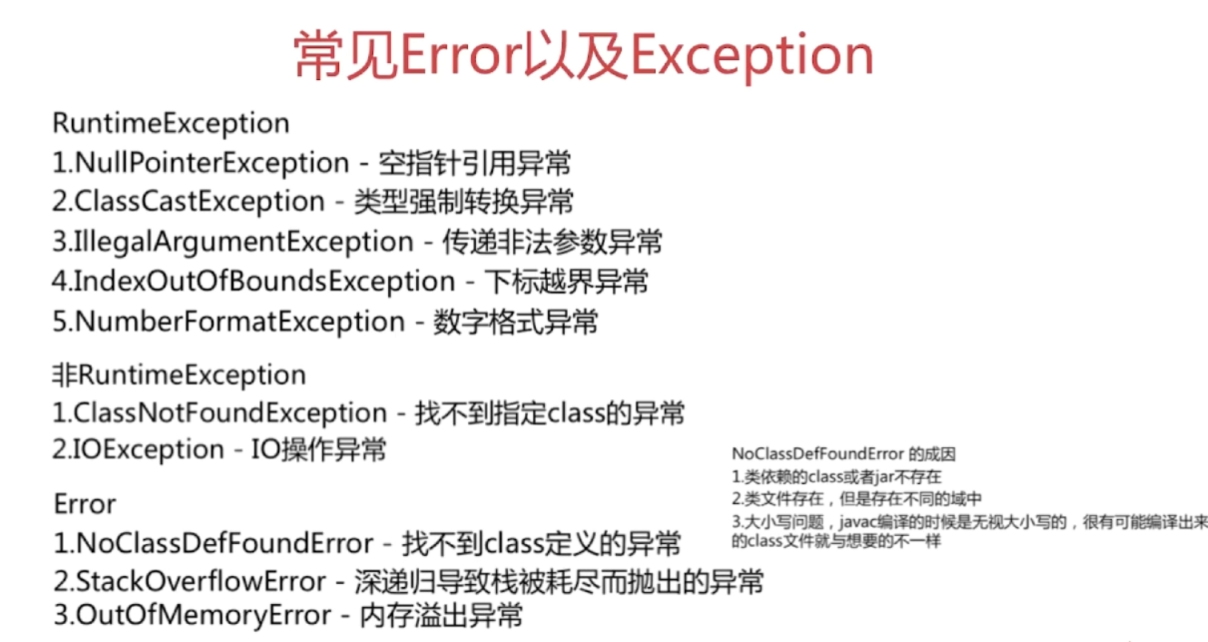 常见Error以及Exception
RuntimeException
1.NullPointerException - 空指针引用异常
2.ClassCastException - 类型强制转换异常
3.IllegalArgumentException - 传递非法参数异常
4.IndexOutOfBoundsException - 下标越界异常
5.NumberFormatException - 数字格式异常
非RuntimeException
1.ClassNotFoundException - 找不到指定class的异常
2.IOException - IO操作异常
Error
1.NoClassDefFoundError - 找不到class定义的异常
2.StackOverflowError - 深递归导致栈被耗尽而抛出的异常
3.OutOfMemoryError - 内存溢出异常
NoClassDefFoundError 的成因
1.类依赖的class或者jar不存在
2.类文件存在，但是存在不同的域中
3.大小写问题，javac编译的时候是无视大小写的，很有可能编译出来
的class文件就与想要的不一样